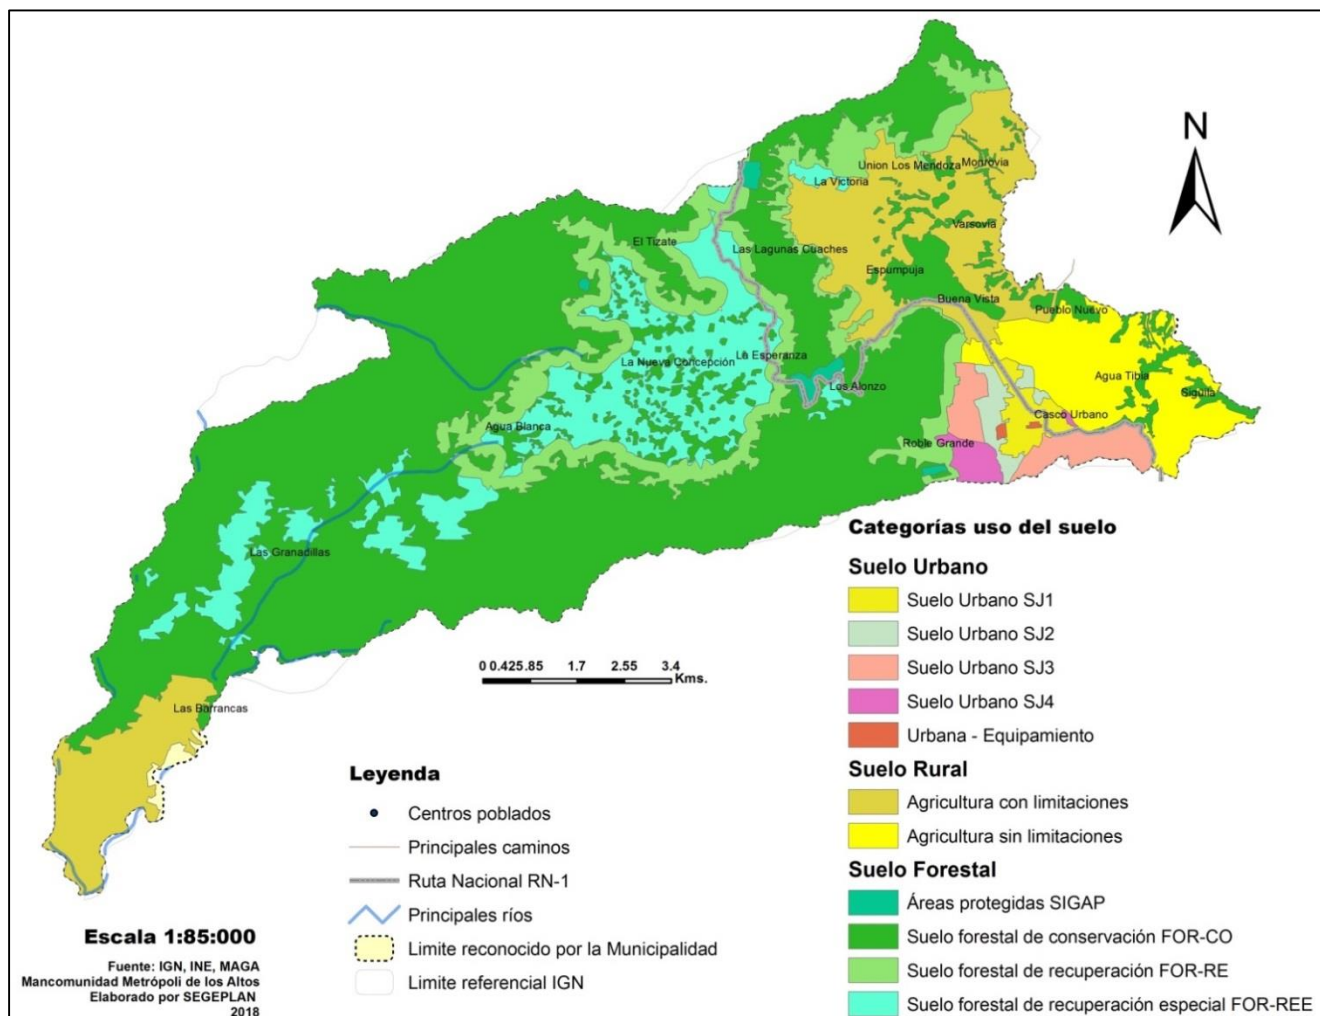 N
Union Los Mendoza
Monrovia
La Victoria
Varsovia
El Tizate
Las Lagunas Cuaches
Espumpuja
Buena Vista
Pueblo Nuevo
La Esperanza
La Nueva Concepción
Los Alonzo
Agua Tibia
Siguila
Casco Urbano
Agua Blanca
Roble Grande
Las Granadillas
Las Barrancas
0 0.425.85 1.7 2.55 3.4
Kms.
Categorías uso del suelo
Suelo Urbano
Suelo Urbano SJ1
Suelo Urbano SJ2
Suelo Urbano SJ3
Suelo Urbano SJ4
Urbana - Equipamiento
Suelo Rural
Agricultura con limitaciones
Agricultura sin limitaciones
Suelo Forestal
Áreas protegidas SIGAP
Suelo forestal de conservación FOR-CO
Suelo forestal de recuperación FOR-RE
Suelo forestal de recuperación especial FOR-REE
Leyenda
Centros poblados
Principales caminos
Ruta Nacional RN-1
Principales ríos
Limite reconocido por la Municipalidad
Limite referencial IGN
Escala 1:85:000
Fuente: IGN, INE, MAGA
Mancomunidad Metrópoli de los Altos
Elaborado por SEGEPLAN
2018